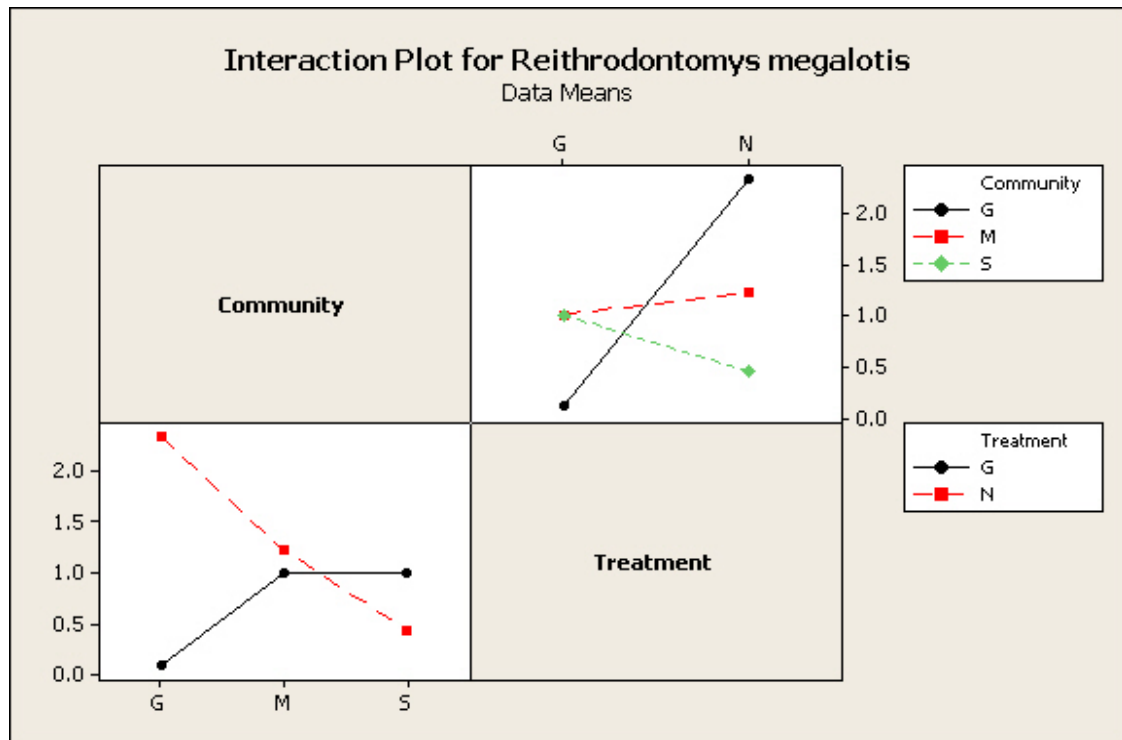 Interaction Plot for Reithrodontomys megalotis
Data Means
G N
Community
2.0
1.5
1.0
0.5
0.0
Community
G
M
S
2.0
1.5
1.0
0.5
0.0
G M S
Treatment
Treatment
G
N